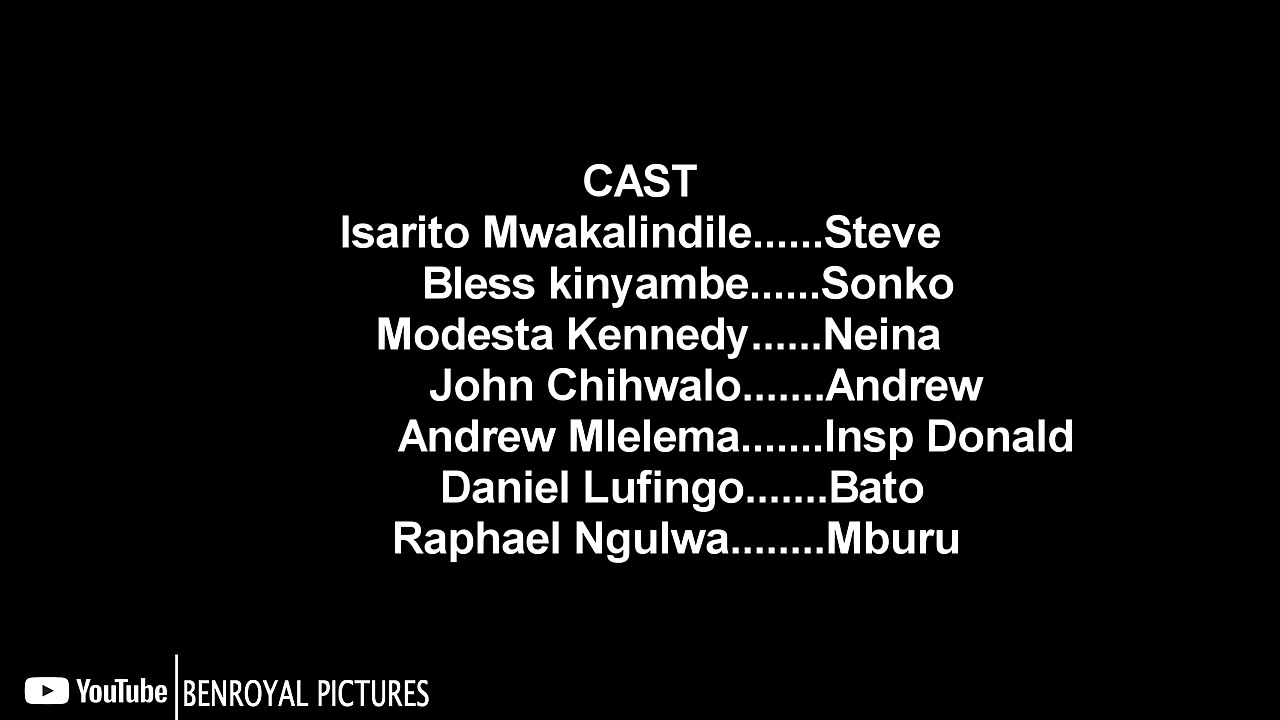 CAST
Isarito Mwakalindile......Steve
Bless kinyambe......Sonko
Modesta Kennedy......Neina
John Chihwalo.......Andrew
Andrew Mlelema.......Insp Donald
Daniel Lufingo.......Bato
Raphael Ngulwa........Mburu
YouTube BENROYAL PICTURES